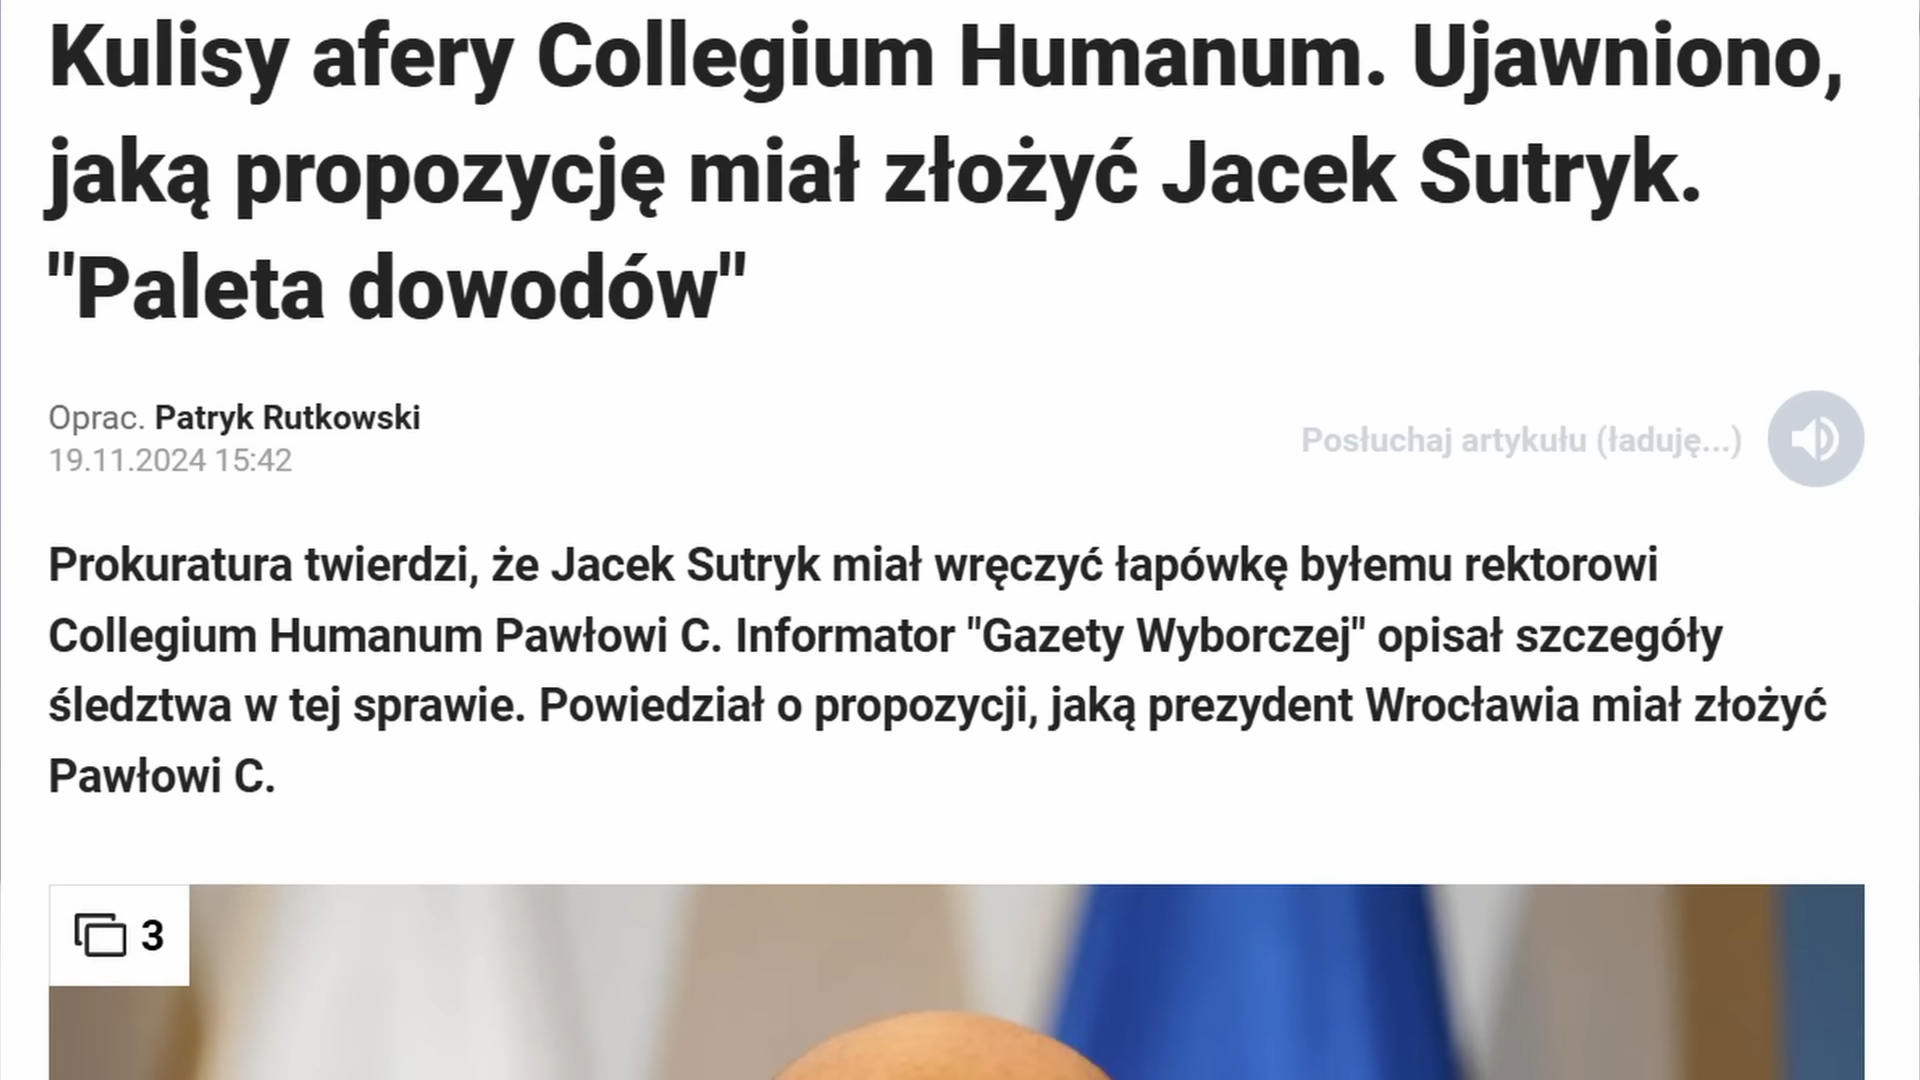 Kulisy afery Collegium Humanum. Ujawniono,
jaką propozycję miał złożyć Jacek Sutryk.
"Paleta dowodów"
Oprac. Patryk Rutkowski
19.11.2024 15:42
Posłuchaj artykułu (ładuję...)
Prokuratura twierdzi, że Jacek Sutryk miał wręczyć łapówkę byłemu rektorowi
Collegium Humanum Pawłowi C. Informator "Gazety Wyborczej" opisał szczegóły
śledztwa w tej sprawie. Powiedział o propozycji, jaką prezydent Wrocławia miał złożyć
Pawłowi C.
3